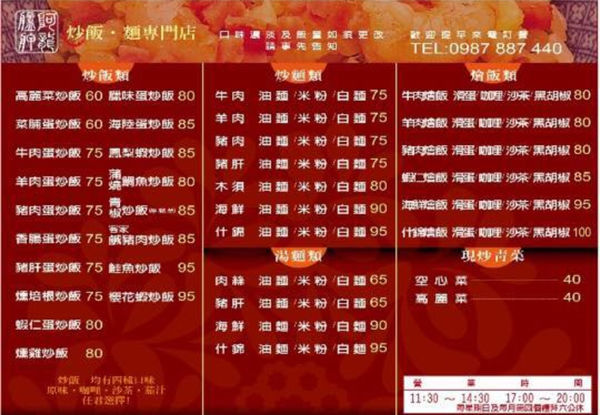 阿龍
炒飯・麵專門店
口味濃淡及飯量如需更改
請事先告知
歡迎提早來電訂餐
TEL:0987 887 440
炒飯類
高麗菜炒飯 60 臘味蛋炒飯 80
菜脯蛋炒飯 60 海陸蛋炒飯 85
牛肉蛋炒飯 75 鳳梨蝦炒飯 85
羊肉蛋炒飯 75 蒲燒鯛魚炒飯 80
豬肉蛋炒飯 75 青椒炒飯 80
香腸蛋炒飯 75 客家鹹豬肉炒飯 85
豬肝蛋炒飯 75 鮭魚炒飯 95
燻培根炒飯 75 櫻花蝦炒飯 95
蝦仁蛋炒飯 80
燻雞炒飯 80
炒飯 均有四種口味
原味・咖哩・沙茶・茄汁
任君選擇!
炒麵類
牛肉 油麵/米粉/白麵 75
羊肉 油麵/米粉/白麵 75
豬肉 油麵/米粉/白麵 75
豬肝 油麵/米粉/白麵 75
木須 油麵/米粉/白麵 80
海鮮 油麵/米粉/白麵 90
什錦 油麵/米粉/白麵 95
湯麵類
肉絲 油麵/米粉/白麵 65
豬肝 油麵/米粉/白麵 65
海鮮 油麵/米粉/白麵 90
什錦 油麵/米粉/白麵 95
燴飯類
牛肉燴飯 滑蛋/咖哩/沙茶/黑胡椒 80
羊肉燴飯 滑蛋/咖哩/沙茶/黑胡椒 80
豬肉燴飯 滑蛋/咖哩/沙茶/黑胡椒 80
蝦仁燴飯 滑蛋/咖哩/沙茶/黑胡椒 85
海鮮燴飯 滑蛋/咖哩/沙茶/黑胡椒 95
什錦燴飯 滑蛋/咖哩/沙茶/黑胡椒 100
現炒青菜
空心菜 40
高麗菜 40
營業時間
11:30 ~ 14:30 17:00 ~ 20:00